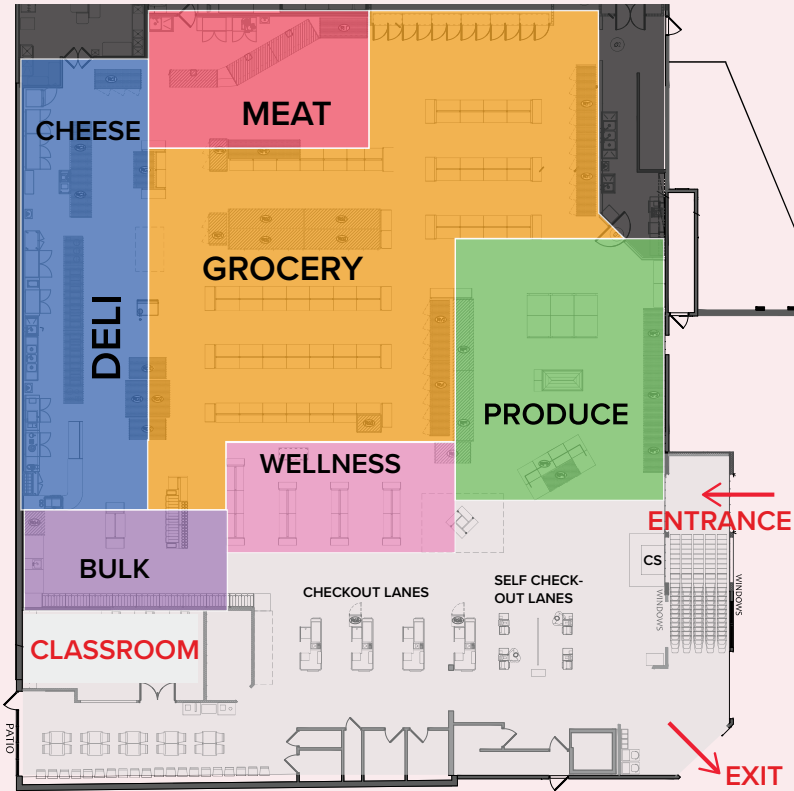 MEAT
CHEESE
GROCERY
DELI
PRODUCE
WELLNESS
ENTRANCE
CS
BULK
CHECKOUT LANES
SELF CHECK-
OUT LANES
WINDOWS
WINDOWS
CLASSROOM
PATIO
EXIT